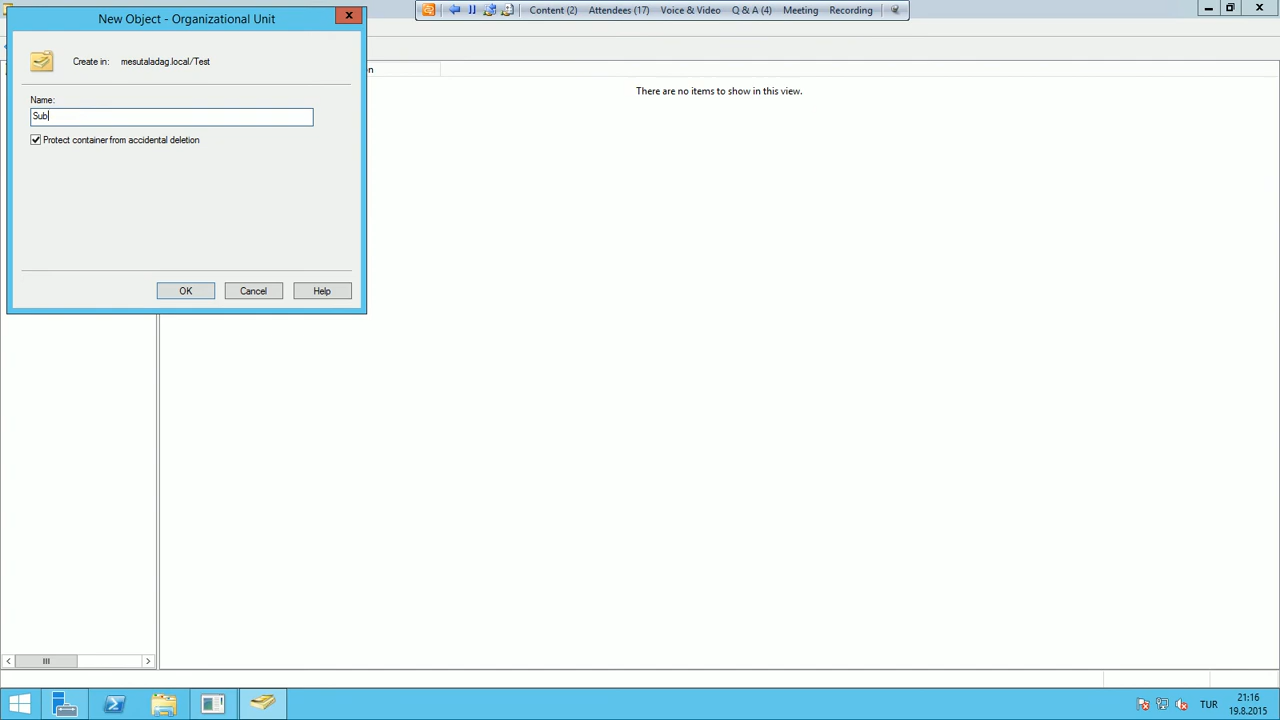 New Object - Organizational Unit
Content (2) Attendees (17) Voice & Video Q & A (4) Meeting Recording
Create in: mesutaladag.local/Test
There are no items to show in this view.
Name:
Sub
Protect container from accidental deletion
OK Cancel Help
TUR
21:16
19.8.2015